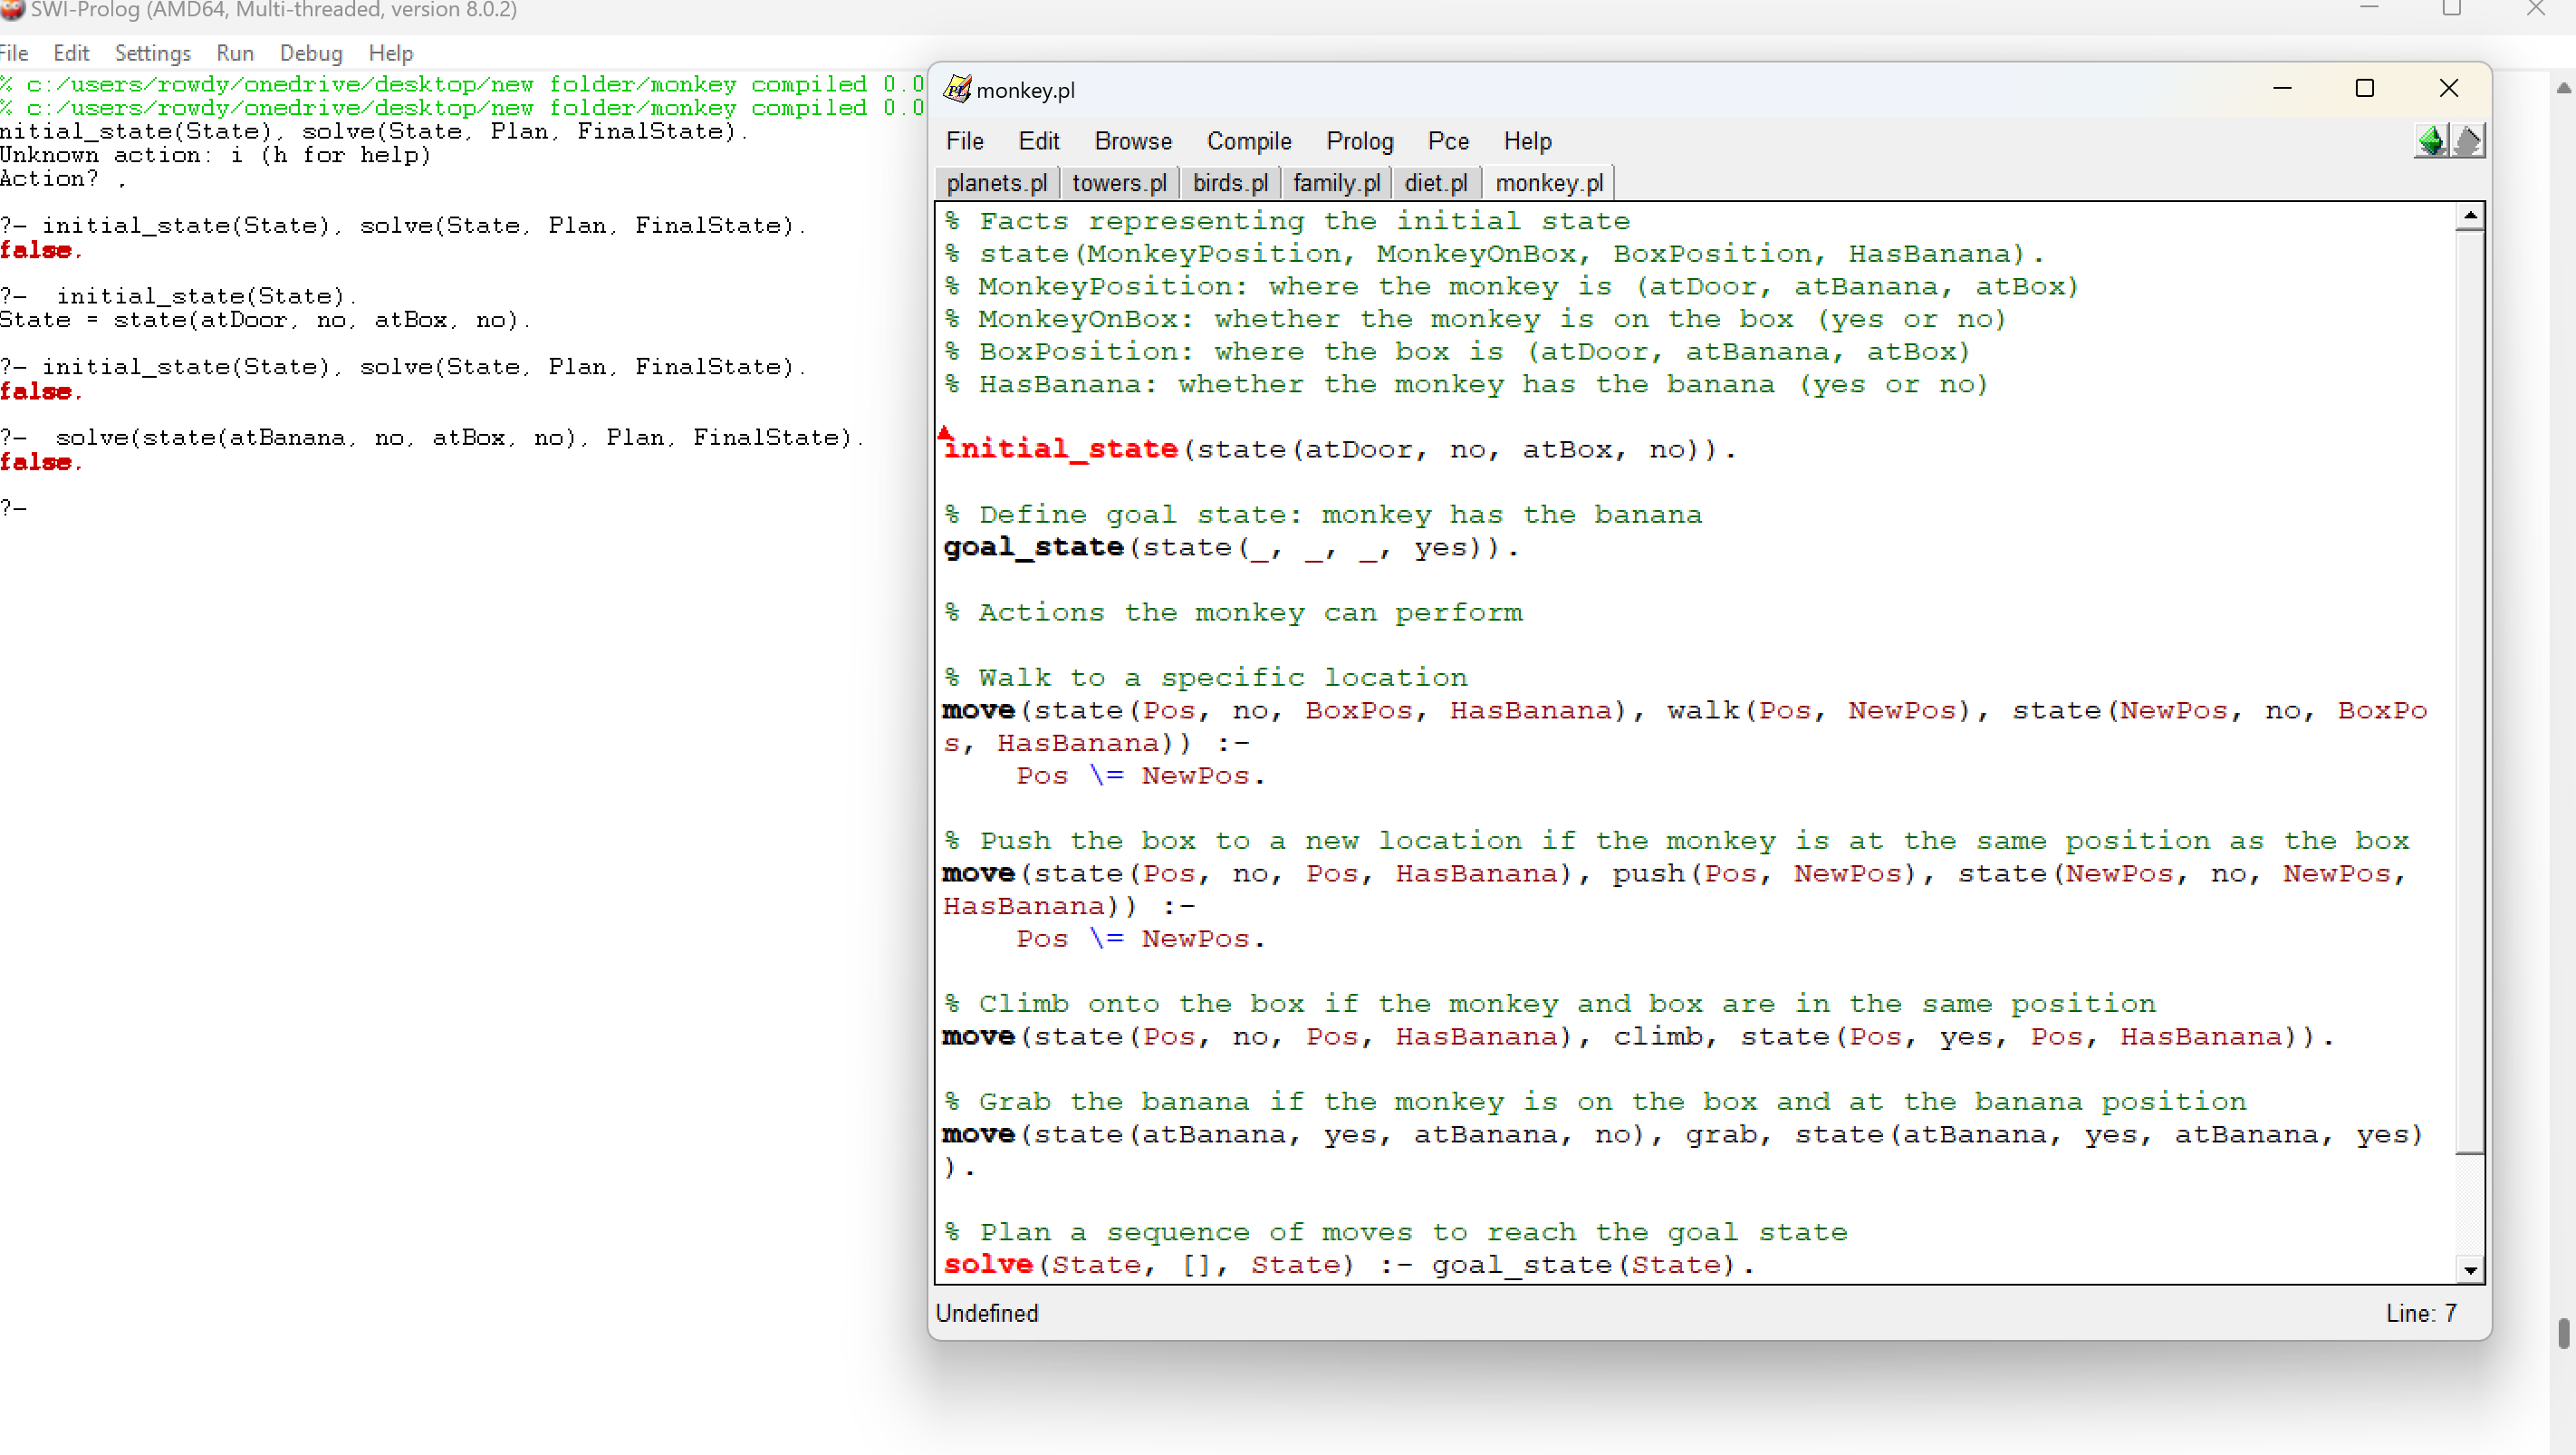 SWI-Prolog (AMD64, Multi-threaded, version 8.0.2)
File Edit Settings Run Debug Help
% c:/users/rowdy/onedrive/desktop/new folder/monkey compiled 0.0
% c:/users/rowdy/onedrive/desktop/new folder/monkey compiled 0.0
nitial_state(State), solve(State, Plan, FinalState).
Unknown action: i (h for help)
Action? ,
?- initial_state(State), solve(State, Plan, FinalState).
false.
?-  initial_state(State).
State = state(atDoor, no, atBox, no).
?- initial_state(State), solve(State, Plan, FinalState).
false.
?-  solve(state(atBanana, no, atBox, no), Plan, FinalState).
false.
?-
monkey.pl
File Edit Browse Compile Prolog Pce Help
planets.pl towers.pl birds.pl family.pl diet.pl monkey.pl
% Facts representing the initial state
% state(MonkeyPosition, MonkeyOnBox, BoxPosition, HasBanana).
% MonkeyPosition: where the monkey is (atDoor, atBanana, atBox)
% MonkeyOnBox: whether the monkey is on the box (yes or no)
% BoxPosition: where the box is (atDoor, atBanana, atBox)
% HasBanana: whether the monkey has the banana (yes or no)
initial_state(state(atDoor, no, atBox, no)).
% Define goal state: monkey has the banana
goal_state(state(_, _, _, yes)).
% Actions the monkey can perform
% Walk to a specific location
move(state(Pos, no, BoxPos, HasBanana), walk(Pos, NewPos), state(NewPos, no, BoxPo
s, HasBanana)) :-
    Pos \= NewPos.
% Push the box to a new location if the monkey is at the same position as the box
move(state(Pos, no, Pos, HasBanana), push(Pos, NewPos), state(NewPos, no, NewPos,
HasBanana)) :-
    Pos \= NewPos.
% Climb onto the box if the monkey and box are in the same position
move(state(Pos, no, Pos, HasBanana), climb, state(Pos, yes, Pos, HasBanana)).
% Grab the banana if the monkey is on the box and at the banana position
move(state(atBanana, yes, atBanana, no), grab, state(atBanana, yes, atBanana, yes)
).
% Plan a sequence of moves to reach the goal state
solve(State, [], State) :- goal_state(State).
Undefined
Line: 7